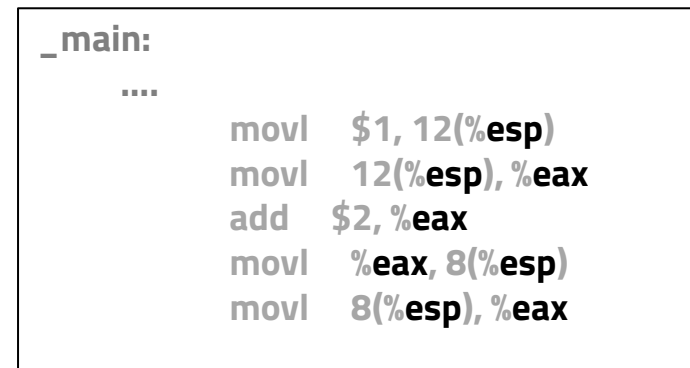 _main:
....
movl $1, 12(%esp)
movl 12(%esp), %eax
add $2, %eax
movl %eax, 8(%esp)
movl 8(%esp), %eax